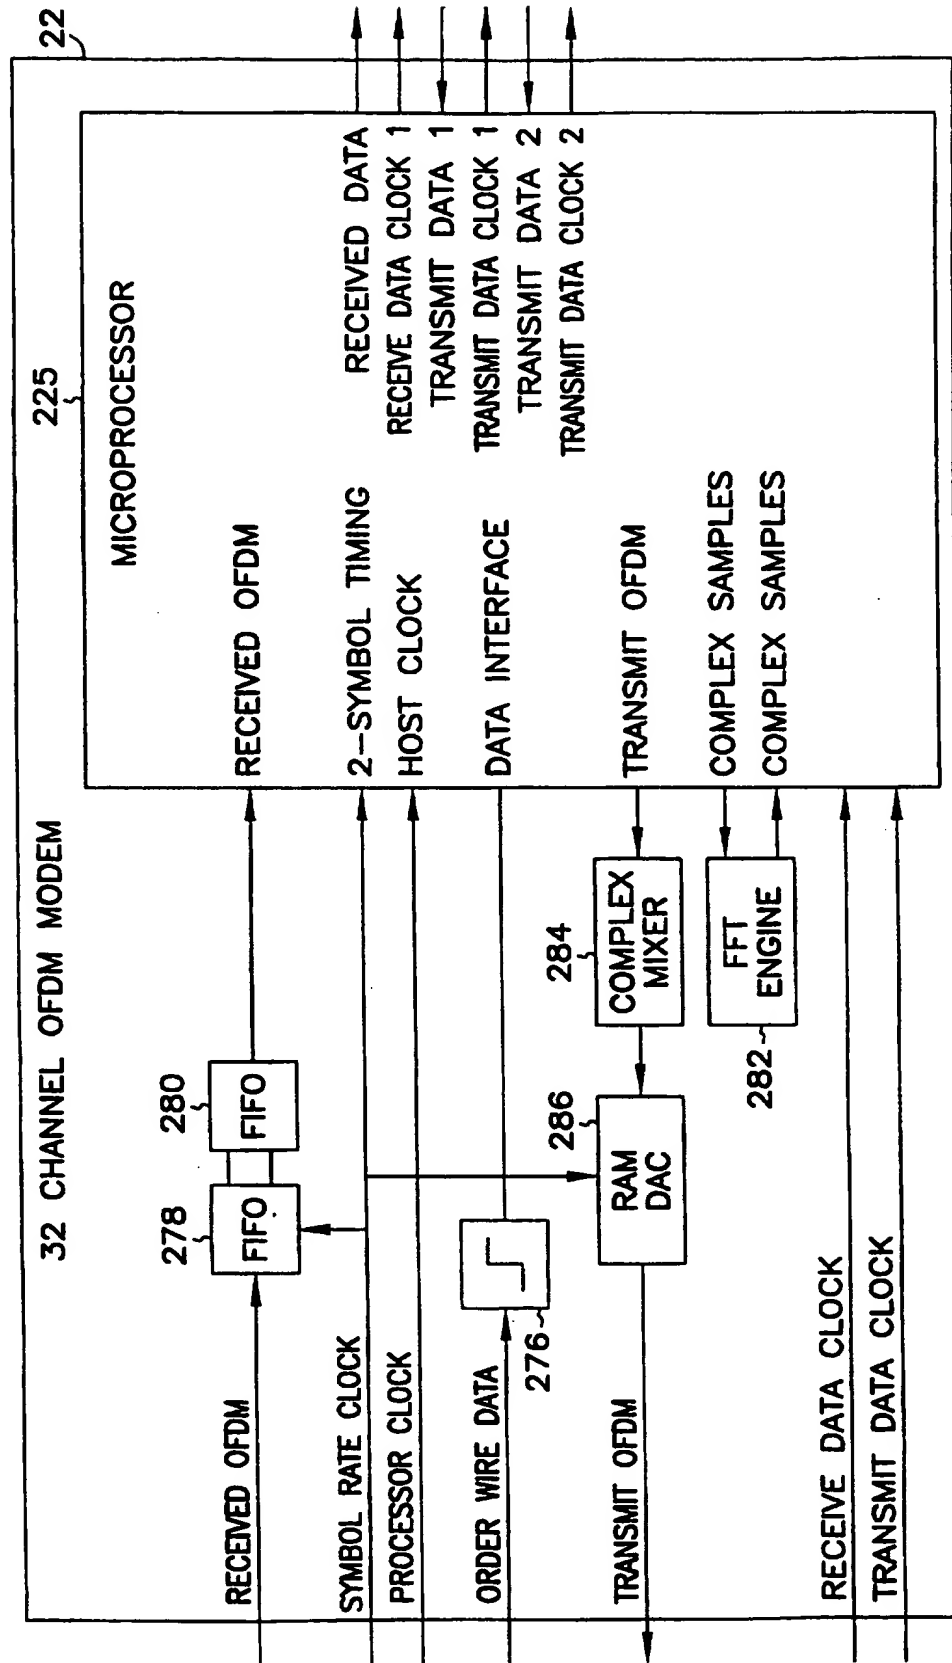 32 CHANNEL OFDM MODEM
22
225
MICROPROCESSOR
RECEIVED OFDM
278
FIFO
280
FIFO
RECEIVED OFDM
SYMBOL RATE CLOCK
2-SYMBOL TIMING
PROCESSOR CLOCK
HOST CLOCK
ORDER WIRE DATA
276
DATA INTERFACE
TRANSMIT OFDM
RAM
DAC
286
COMPLEX
MIXER
284
TRANSMIT OFDM
FFT
ENGINE
282
COMPLEX SAMPLES
COMPLEX SAMPLES
RECEIVE DATA CLOCK
TRANSMIT DATA CLOCK
RECEIVED DATA
RECEIVE DATA CLOCK 1
TRANSMIT DATA 1
TRANSMIT DATA CLOCK 1
TRANSMIT DATA 2
TRANSMIT DATA CLOCK 2